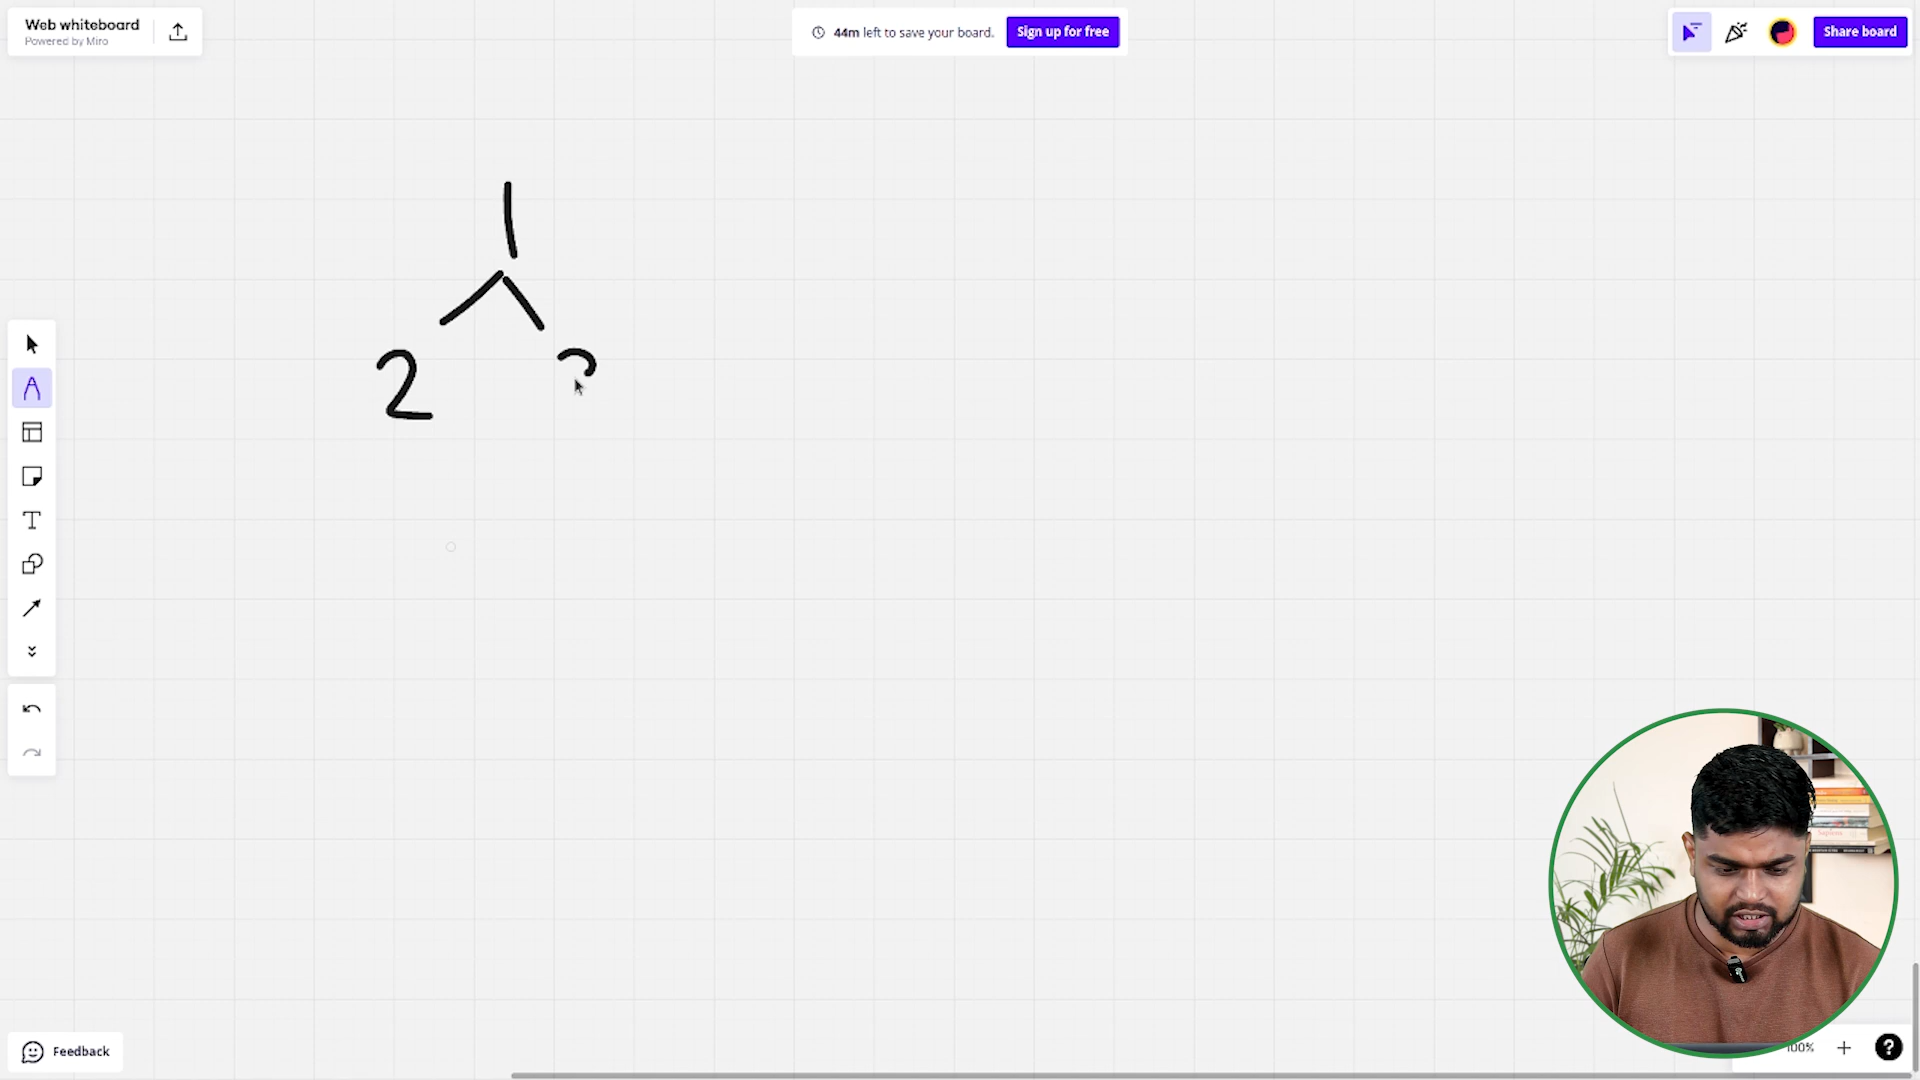 Web whiteboard
Powered by Miro
44m left to save your board.
Sign up for free
Share board
1
2
Feedback
100%